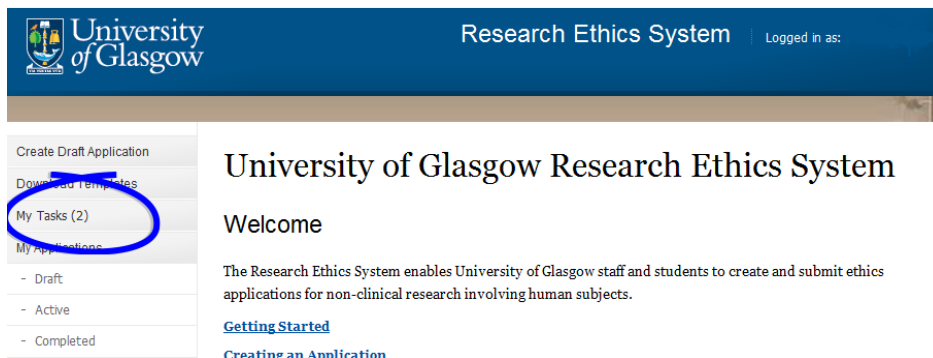 University
of Glasgow
Research Ethics System
Logged in as:
Create Draft Application
Download Templates
My Tasks (2)
My Applications
- Draft
- Active
- Completed
University of Glasgow Research Ethics System
Welcome
The Research Ethics System enables University of Glasgow staff and students to create and submit ethics
applications for non-clinical research involving human subjects.
Getting Started
Creating an Application